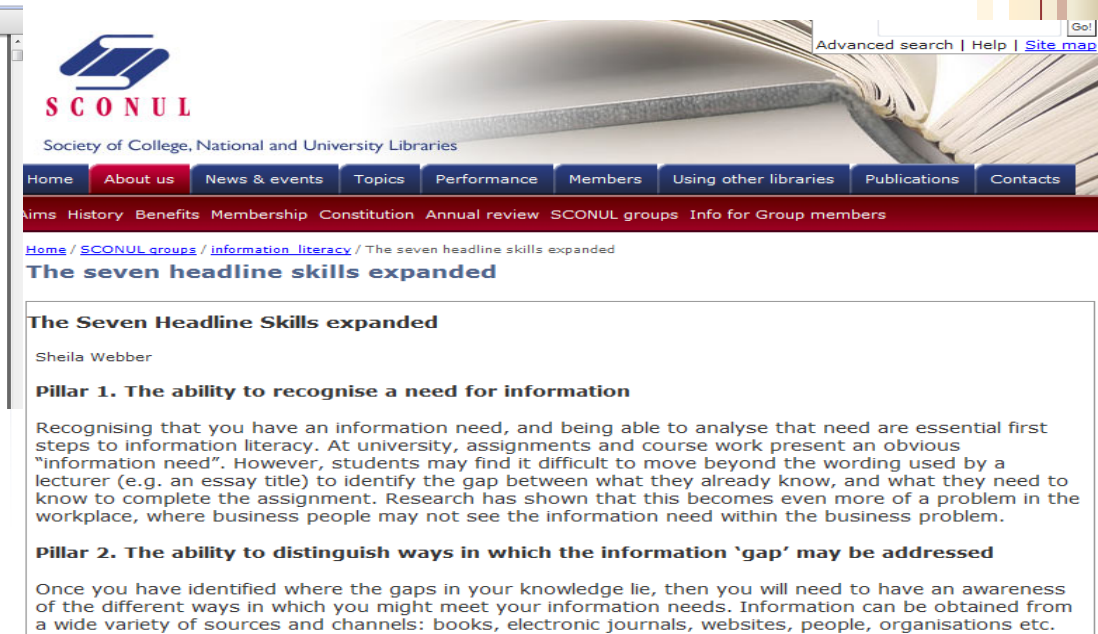 Go!
Advanced search | Help | Site map
SCONUL
Society of College, National and University Libraries
Home About us News & events Topics Performance Members Using other libraries Publications Contacts
Aims History Benefits Membership Constitution Annual review SCONUL groups Info for Group members
Home / SCONUL groups / information_literacy / The seven headline skills expanded
The seven headline skills expanded
The Seven Headline Skills expanded
Sheila Webber
Pillar 1. The ability to recognise a need for information
Recognising that you have an information need, and being able to analyse that need are essential first
steps to information literacy. At university, assignments and course work present an obvious
"information need". However, students may find it difficult to move beyond the wording used by a
lecturer (e.g. an essay title) to identify the gap between what they already know, and what they need to
know to complete the assignment. Research has shown that this becomes even more of a problem in the
workplace, where business people may not see the information need within the business problem.
Pillar 2. The ability to distinguish ways in which the information ‘gap’ may be addressed
Once you have identified where the gaps in your knowledge lie, then you will need to have an awareness
of the different ways in which you might meet your information needs. Information can be obtained from
a wide variety of sources and channels: books, electronic journals, websites, people, organisations etc.